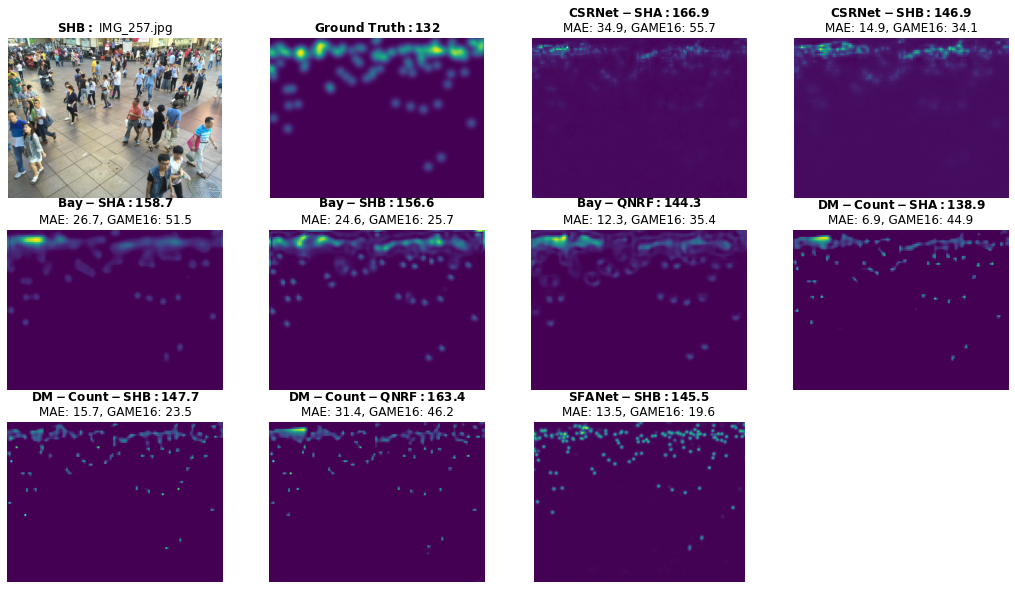 SHB: IMG_257.jpg
Ground Truth:132
CSRNet−SHA:166.9
MAE: 34.9, GAME16: 55.7
CSRNet−SHB:146.9
MAE: 14.9, GAME16: 34.1
Bay−SHA:158.7
MAE: 26.7, GAME16: 51.5
Bay−SHB:156.6
MAE: 24.6, GAME16: 25.7
Bay−QNRF:144.3
MAE: 12.3, GAME16: 35.4
DM−Count−SHA:138.9
MAE: 6.9, GAME16: 44.9
DM−Count−SHB:147.7
MAE: 15.7, GAME16: 23.5
DM−Count−QNRF:163.4
MAE: 31.4, GAME16: 46.2
SFANet−SHB:145.5
MAE: 13.5, GAME16: 19.6